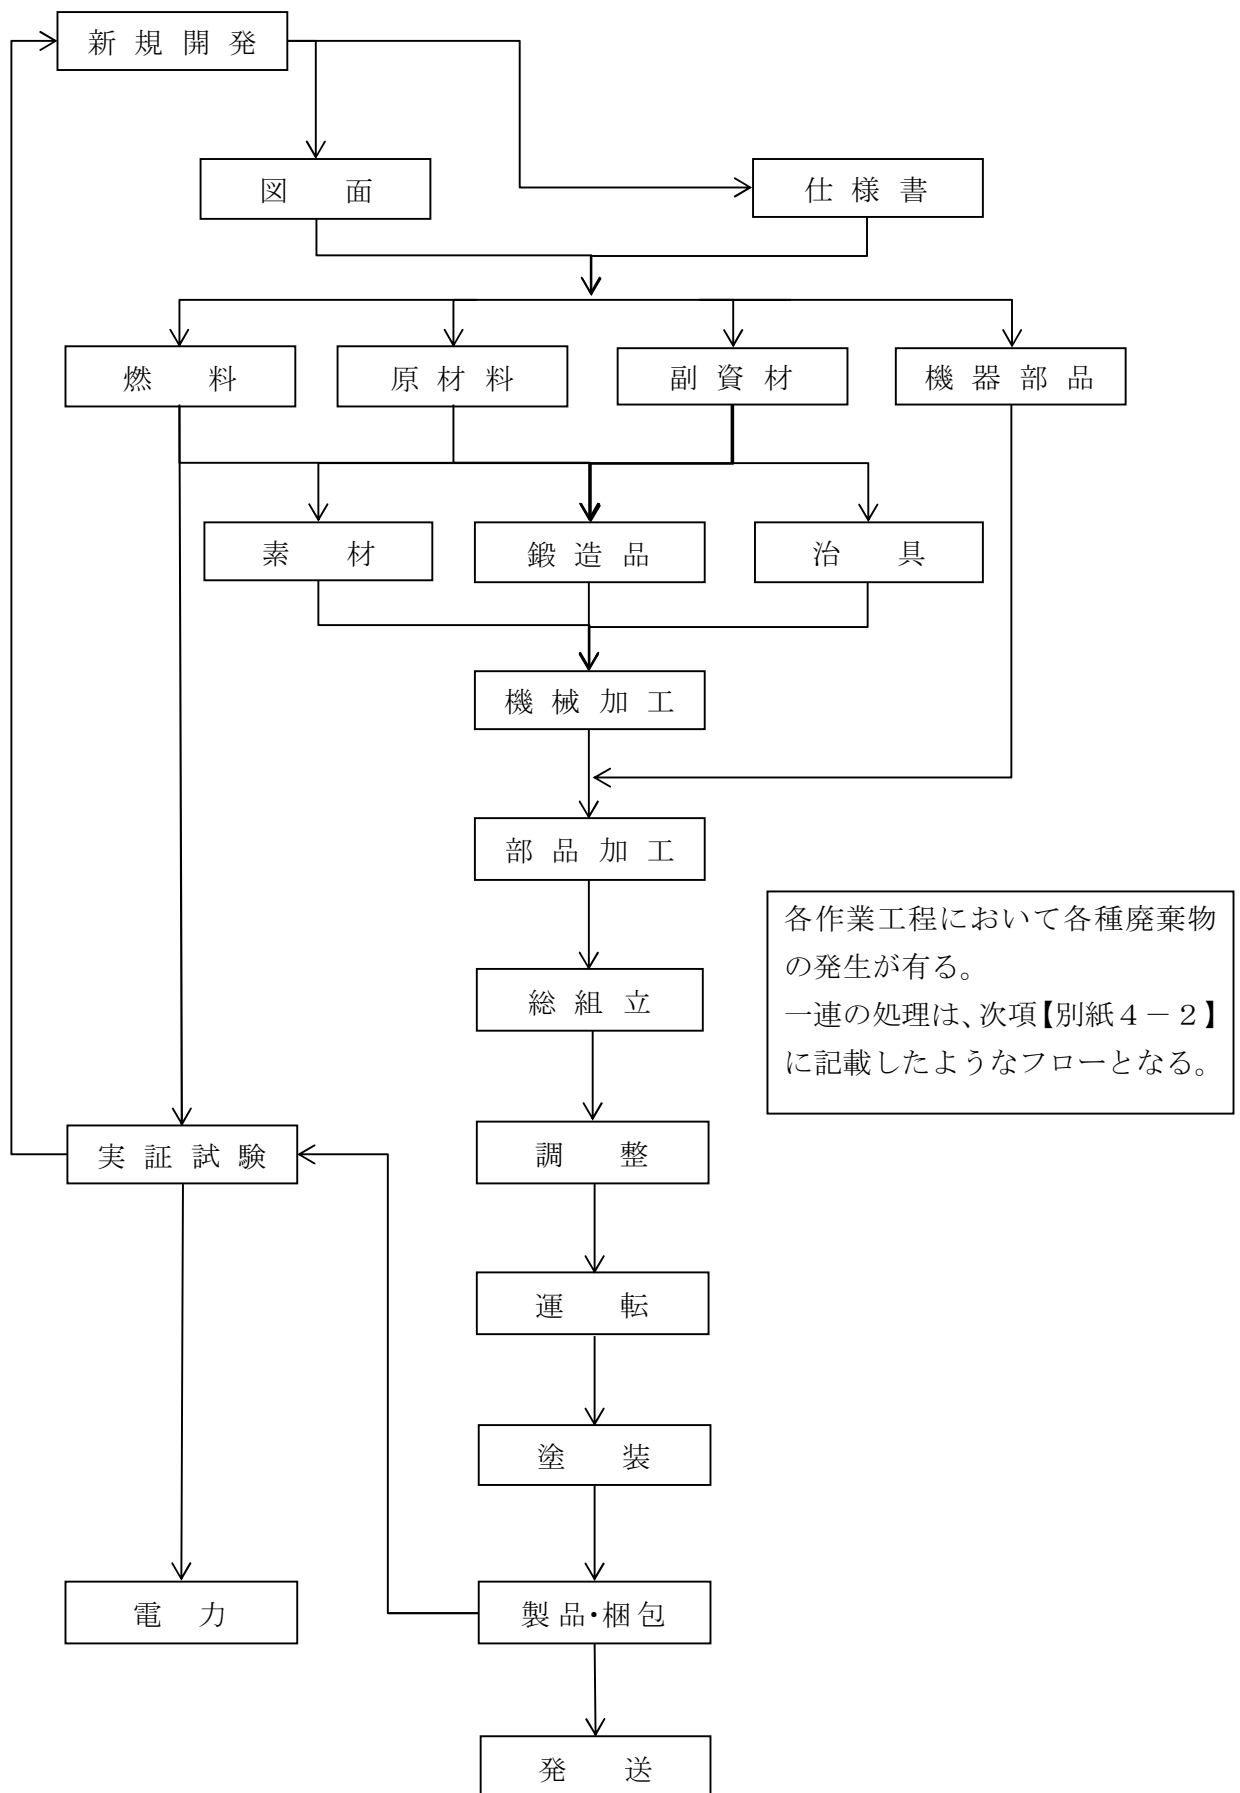 新規開発
図面
仕様書
燃料
原材料
副資材
機器部品
素材
鍛造品
治具
機械加工
部品加工
各作業工程において各種廃棄物
の発生が有る。
一連の処理は、次項【別紙４－２】
に記載したようなフローとなる。
総組立
実証試験
調整
運転
塗装
電力
製品・梱包
発送